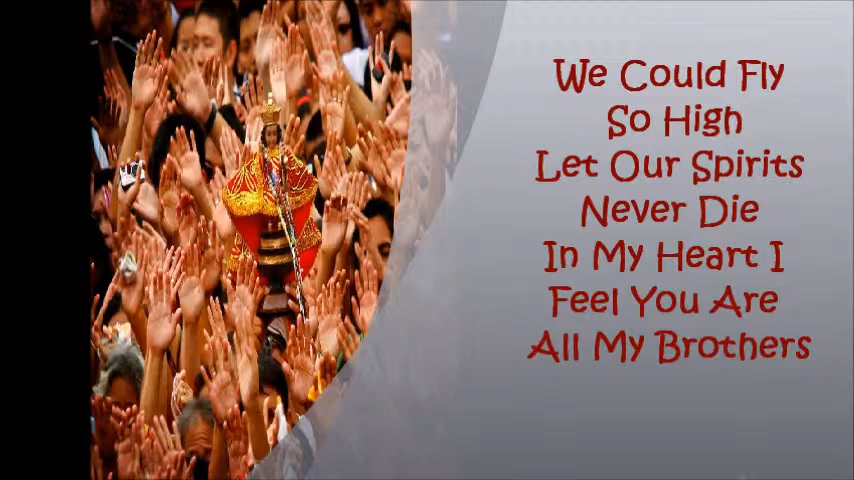 We Could Fly
So High
Let Our Spirits
Never Die
In My Heart I
Feel You Are
All My Brothers